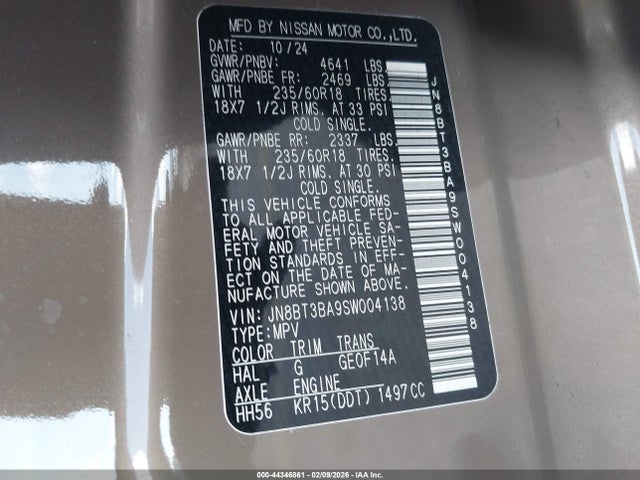 MFD BY NISSAN MOTOR CO.,LTD.
DATE: 10/24
GVWR/PNBV: 4641 LBS
GAWR/PNBE FR: 2469 LBS.
WITH 235/60R18 TIRES.
18X7 1/2J RIMS. AT 33 PSI
COLD SINGLE.
GAWR/PNBE RR: 2337 LBS.
WITH 235/60R18 TIRES.
18X7 1/2J RIMS. AT 30 PSI
COLD SINGLE.
THIS VEHICLE CONFORMS
TO ALL APPLICABLE FED-
ERAL MOTOR VEHICLE SA-
FETY AND THEFT PREVEN-
TION STANDARDS IN EFF-
ECT ON THE DATE OF MA-
NUFACTURE SHOWN ABOVE.
VIN: JN8BT3BA9SW004138
TYPE:MPV
COLOR TRIM TRANS
HAL G GE0F14A
AXLE ENGINE
HH56 KR15(DDT) 1497CC
JN8BT3BA9SW004138
000-44346861 - 02/09/2026 - IAA Inc.